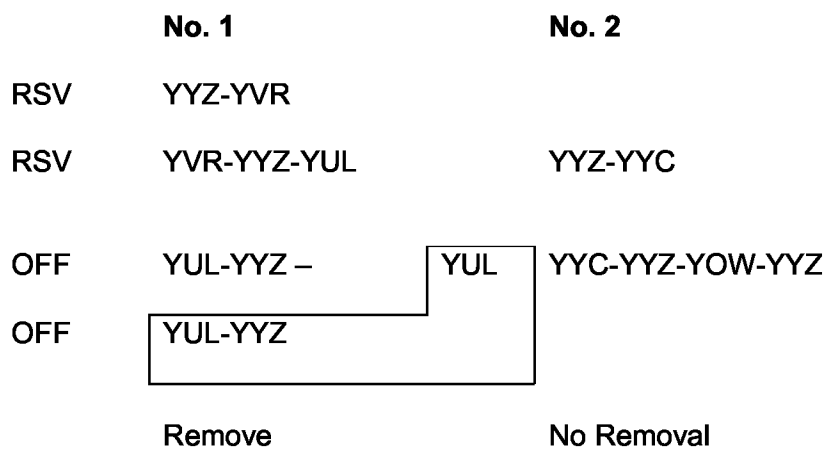 No. 1 No. 2
RSV YYZ-YVR
RSV YVR-YYZ-YUL YYZ-YYC
OFF YUL-YYZ – YUL YYC-YYZ-YOW-YYZ
OFF YUL-YYZ
Remove No Removal